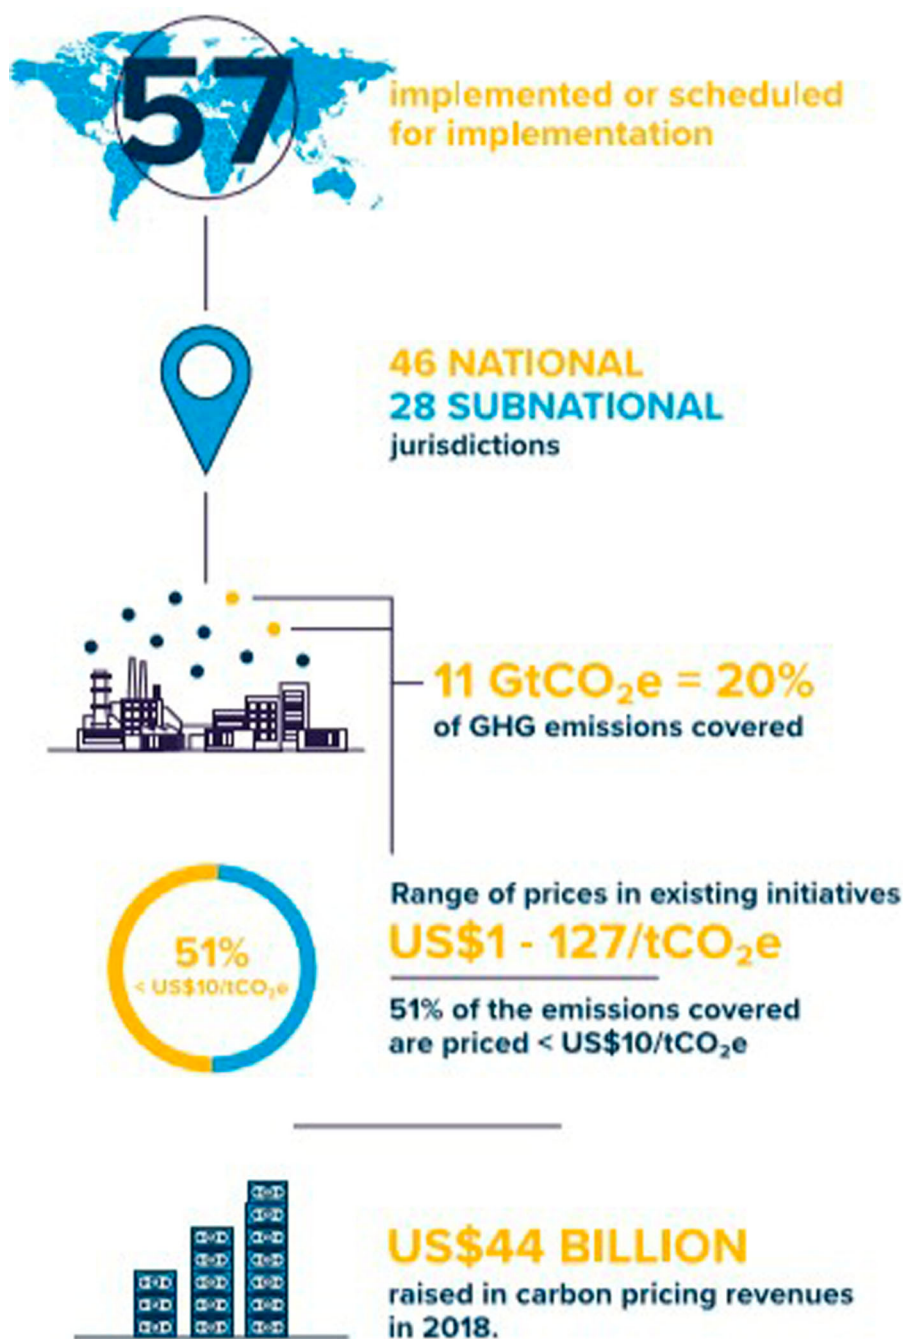 57
implemented or scheduled
for implementation
46 NATIONAL
28 SUBNATIONAL
jurisdictions
11 GtCO₂e = 20%
of GHG emissions covered
51%
< US$10/tCO₂e
Range of prices in existing initiatives
US$1 - 127/tCO₂e
51% of the emissions covered
are priced < US$10/tCO₂e
US$44 BILLION
raised in carbon pricing revenues
in 2018.